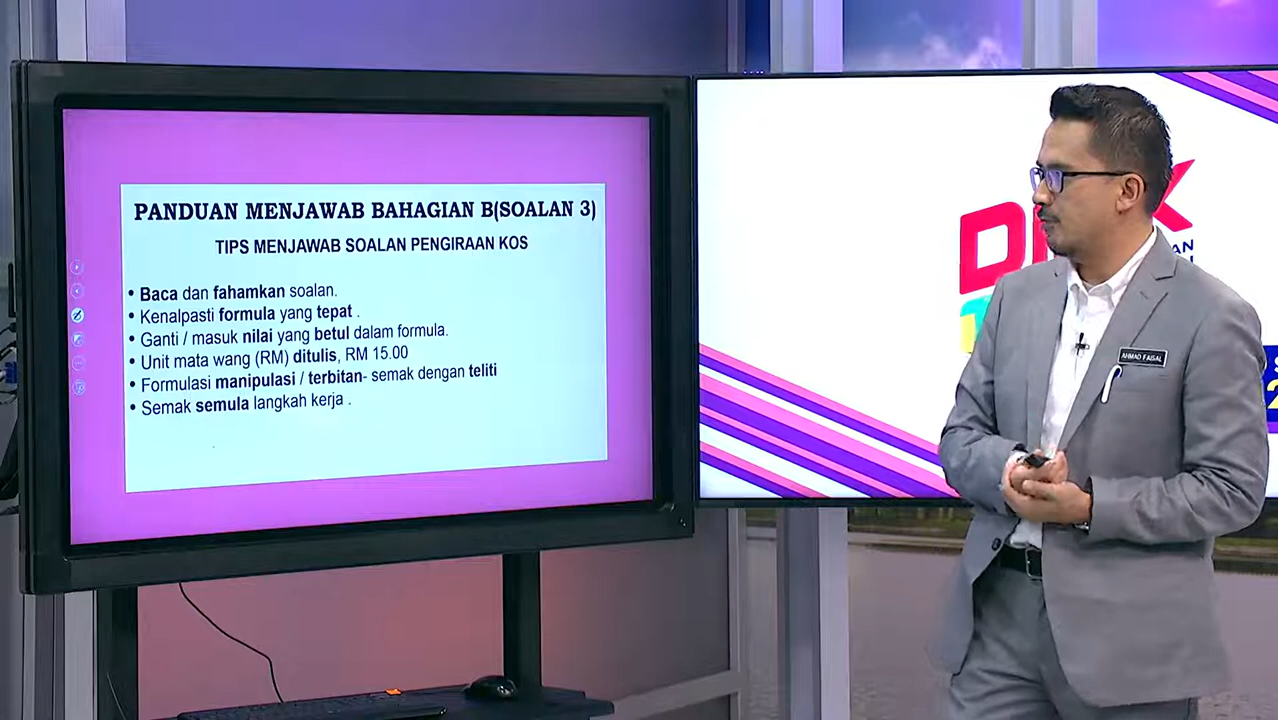 PANDUAN MENJAWAB BAHAGIAN B(SOALAN 3)
TIPS MENJAWAB SOALAN PENGIRAAN KOS
• Baca dan fahamkan soalan.
• Kenalpasti formula yang tepat .
• Ganti / masuk nilai yang betul dalam formula.
• Unit mata wang (RM) ditulis, RM 15.00
• Formulasi manipulasi / terbitan- semak dengan teliti
• Semak semula langkah kerja .
AHMAD FAISAL